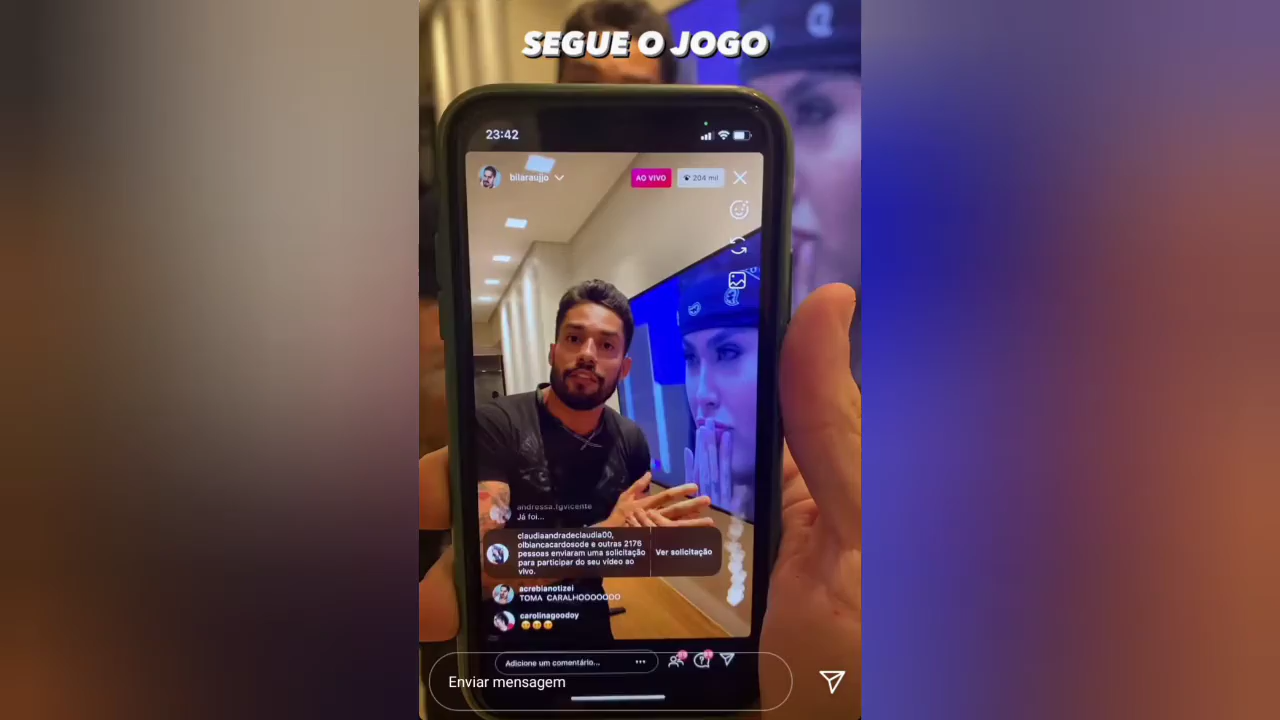 SEGUE O JOGO
23:42
bilaraujjo
AO VIVO
204 mil
andressa.fgvicente
Já foi...
claudiaandradeclaudia00,
olbiancacardosode e outras 2176
pessoas enviaram uma solicitação
para participar do seu vídeo ao
vivo.
Ver solicitação
acrebianotizei
TOMA CARALHOOOOOOO
carolinagoodoy
Adicione um comentário...
Enviar mensagem